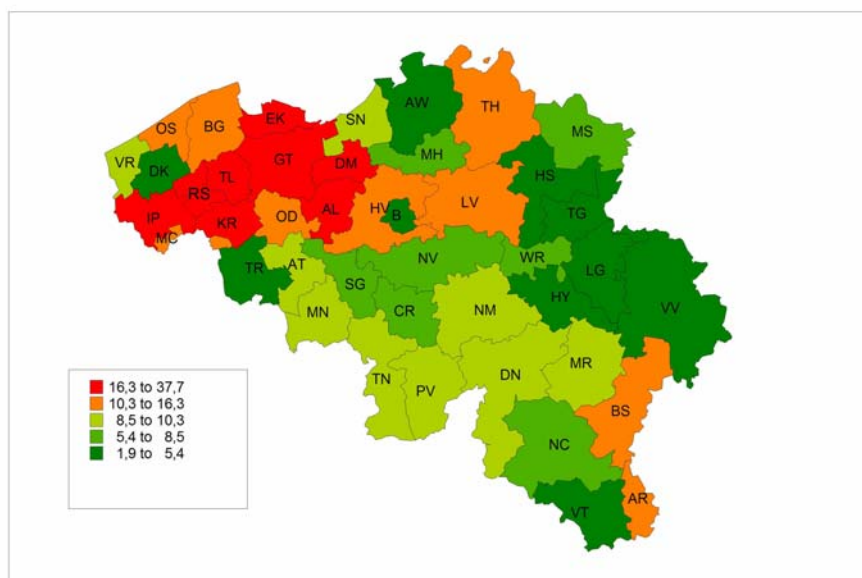 EK
SN
AW
TH
OS
BG
MS
VR
DK
GT
DM
MH
TL
HS
RS
IP
AL
HV
B
LV
TG
KR
OD
MC
TR
AT
NV
WR
LG
SG
HY
VV
MN
CR
NM
TN
PV
DN
MR
BS
NC
AR
VT
16,3 to 37,7
10,3 to 16,3
8,5 to 10,3
5,4 to 8,5
1,9 to 5,4